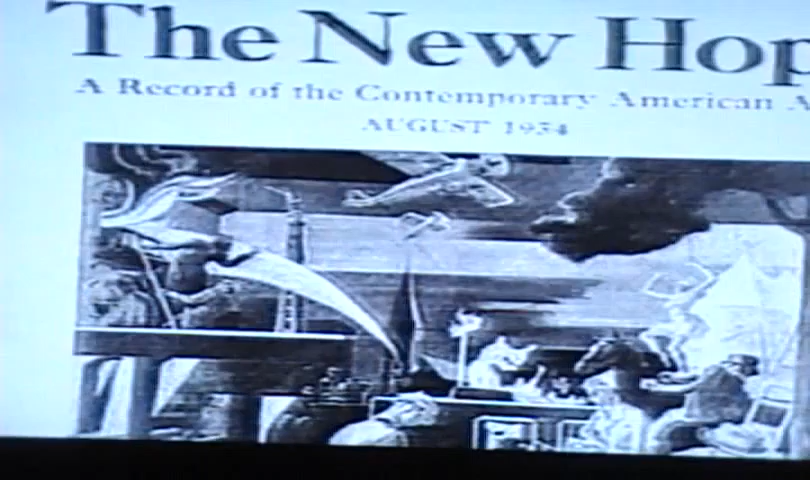 The New Hop
A Record of the Contemporary American A
AUGUST 1934